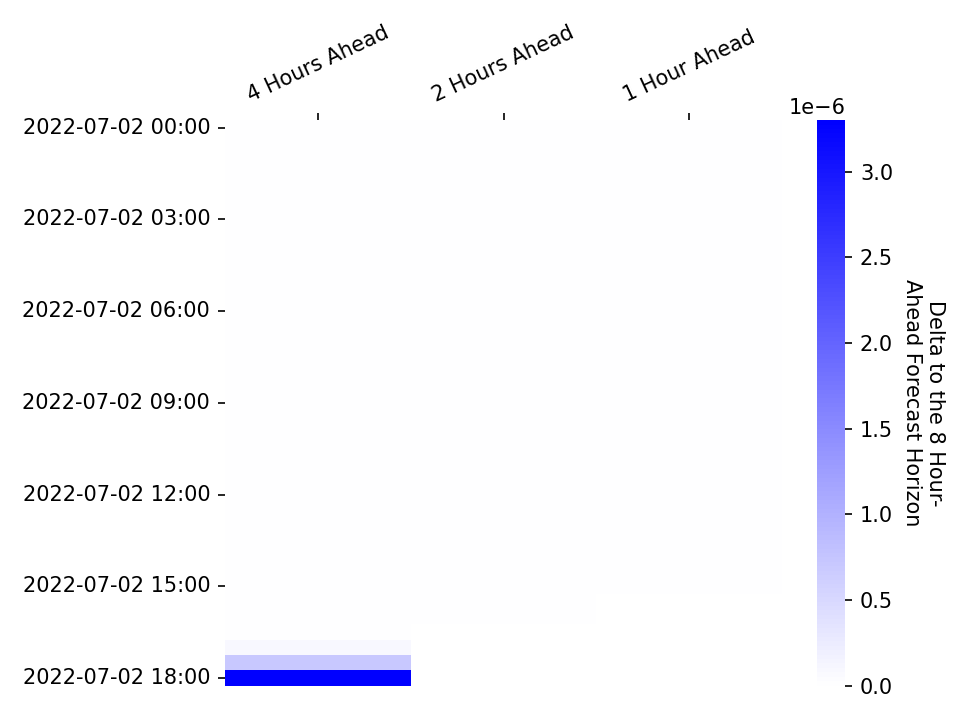 4 Hours Ahead
2 Hours Ahead
1 Hour Ahead
1e−6
2022-07-02 00:00
2022-07-02 03:00
2022-07-02 06:00
2022-07-02 09:00
2022-07-02 12:00
2022-07-02 15:00
2022-07-02 18:00
3.0
2.5
2.0
1.5
1.0
0.5
0.0
Delta to the 8 Hour-
Ahead Forecast Horizon